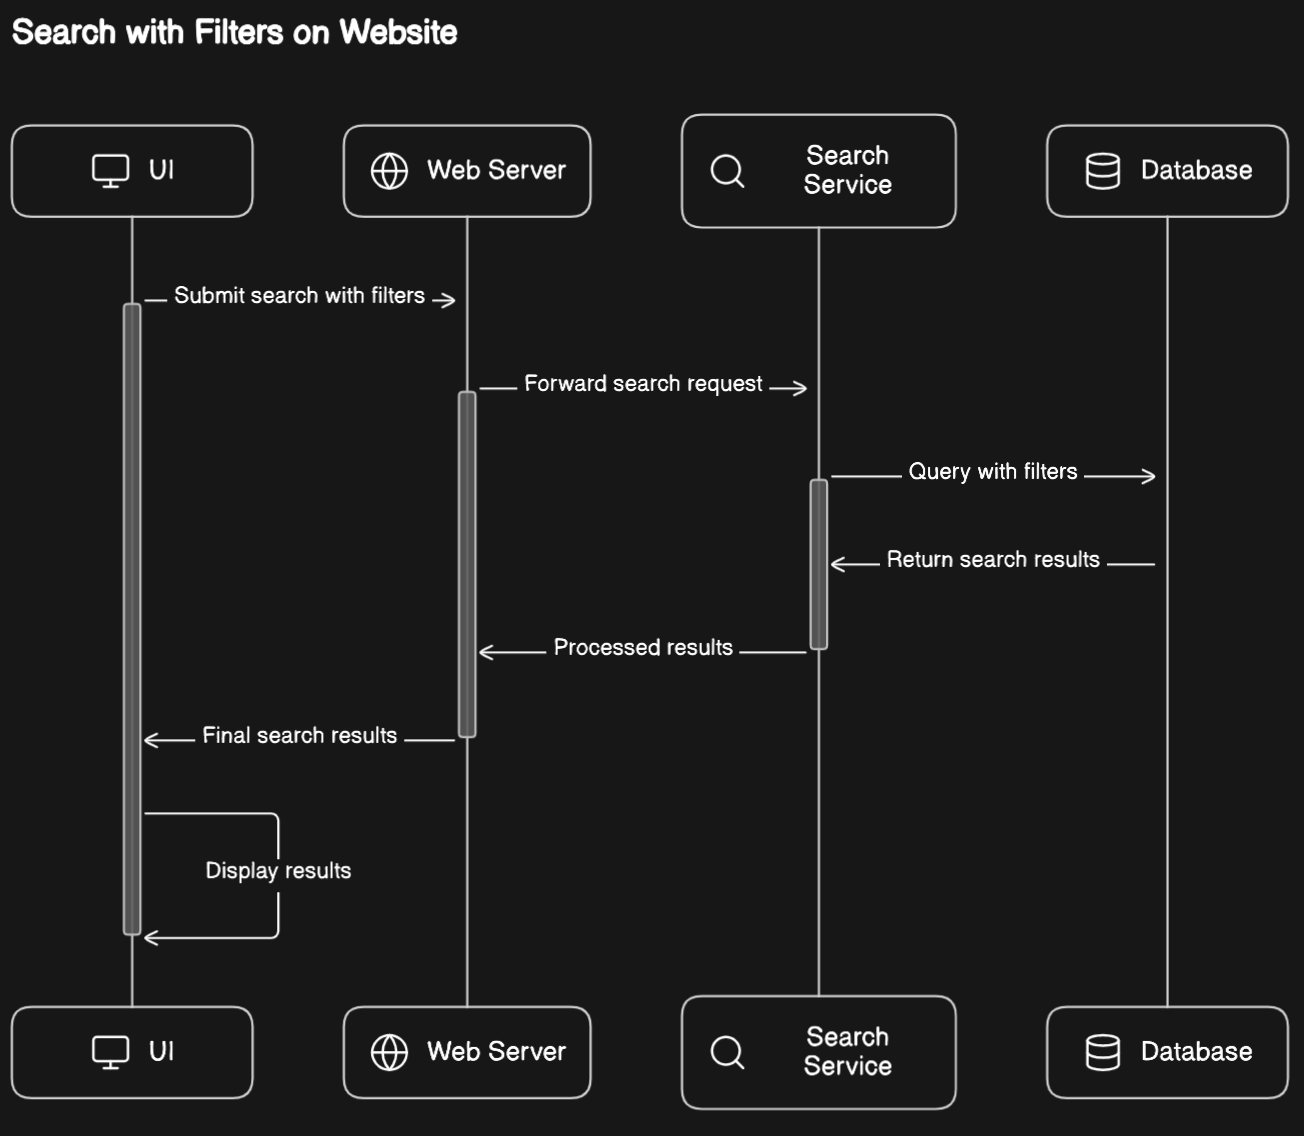 Search with Filters on Website
UI
Web Server
Search
Service
Database
Submit search with filters
Forward search request
Query with filters
Return search results
Processed results
Final search results
Display results
UI
Web Server
Search
Service
Database